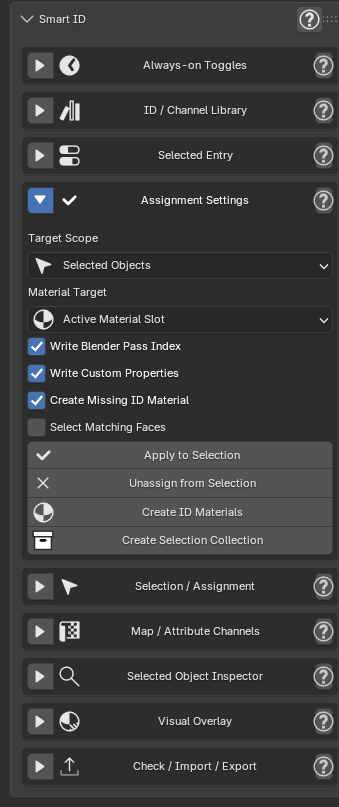 Smart ID
Always-on Toggles
ID / Channel Library
Selected Entry
Assignment Settings
Target Scope
Selected Objects
Material Target
Active Material Slot
Write Blender Pass Index
Write Custom Properties
Create Missing ID Material
Select Matching Faces
Apply to Selection
Unassign from Selection
Create ID Materials
Create Selection Collection
Selection / Assignment
Map / Attribute Channels
Selected Object Inspector
Visual Overlay
Check / Import / Export